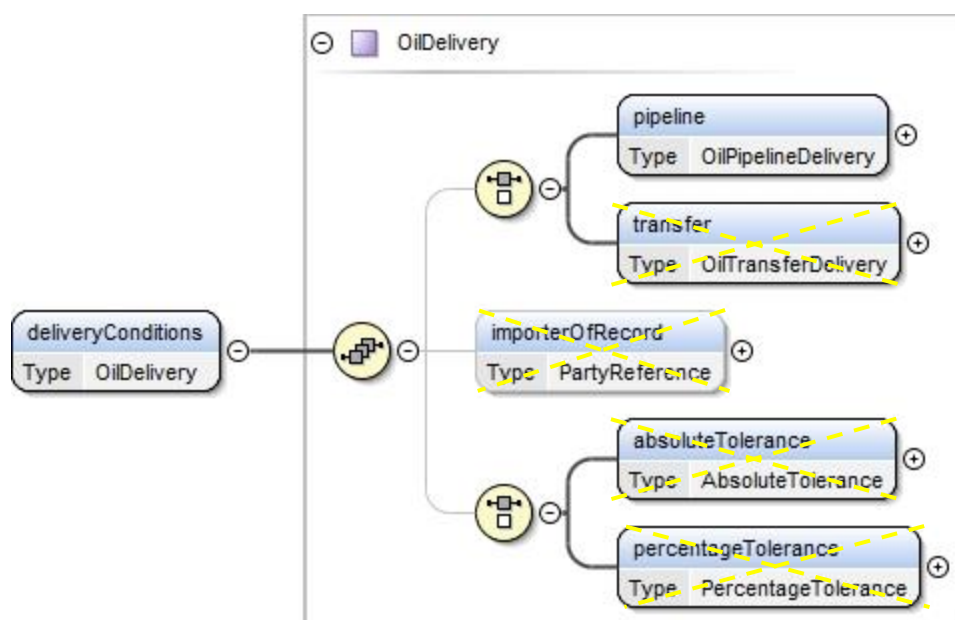 OilDelivery
pipeline
Type OilPipelineDelivery
transfer
Type OilTransferDelivery
deliveryConditions
Type OilDelivery
importerOfRecord
Type PartyReference
absoluteTolerance
Type AbsoluteTolerance
percentageTolerance
Type PercentageTolerance